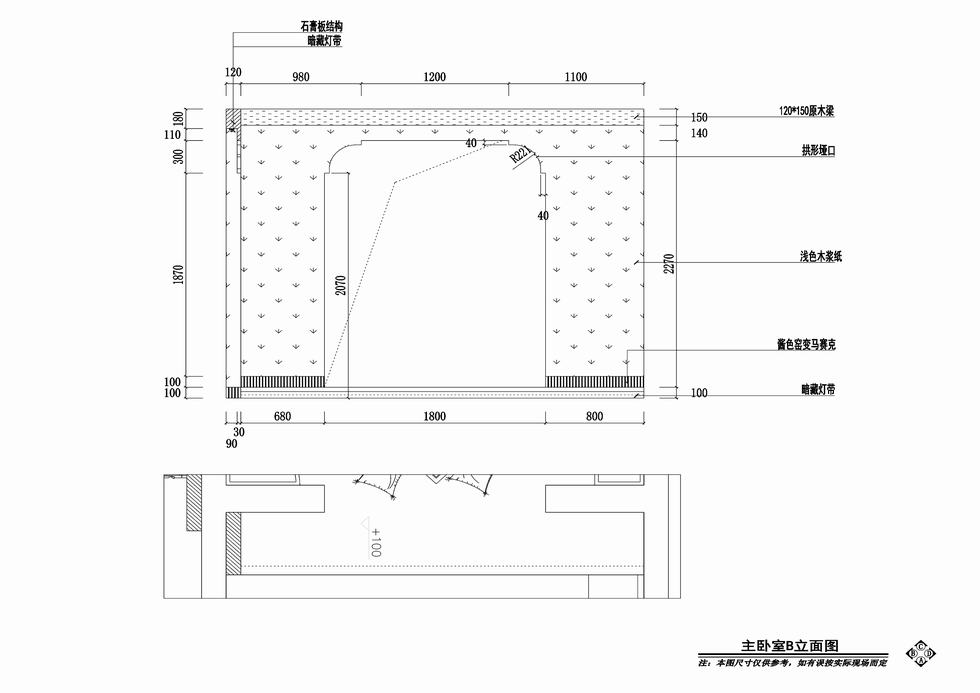 石膏板结构
暗藏灯带
120
980
1200
1100
180
110
300
1870
100
100
150
140
2270
100
120*150原木梁
拱形垭口
浅色木浆纸
酱色窑变马赛克
暗藏灯带
40
R221
40
2070
680
1800
800
30
90
+100
主卧室B立面图
注：本图尺寸仅供参考，如有误按实际现场而定
C
B D
A